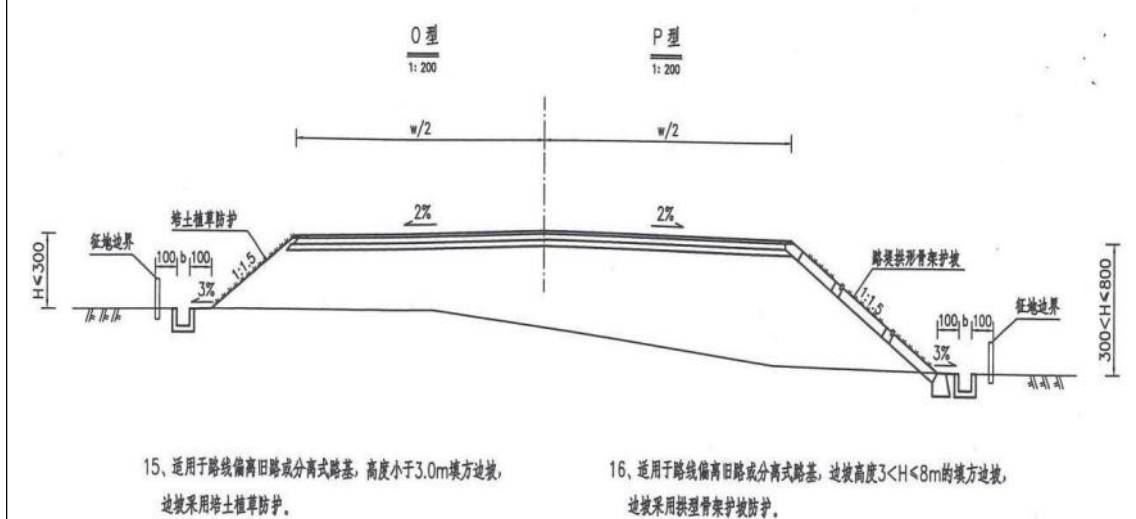 O 型
1: 200
P 型
1: 200
w/2
w/2
2%
2%
培土植草防护
征地边界
100 b 100
3%
1:1.5
H≤300
路堤拱形骨架护坡
1:1.5
100 b 100
3%
征地边界
300<H≤800
15、适用于路线偏离旧路或分离式路基，高度小于3.0m填方边坡，
边坡采用培土植草防护。
16、适用于路线偏离旧路或分离式路基，边坡高度3<H≤8m的填方边坡，
边坡采用拱型骨架护坡防护。